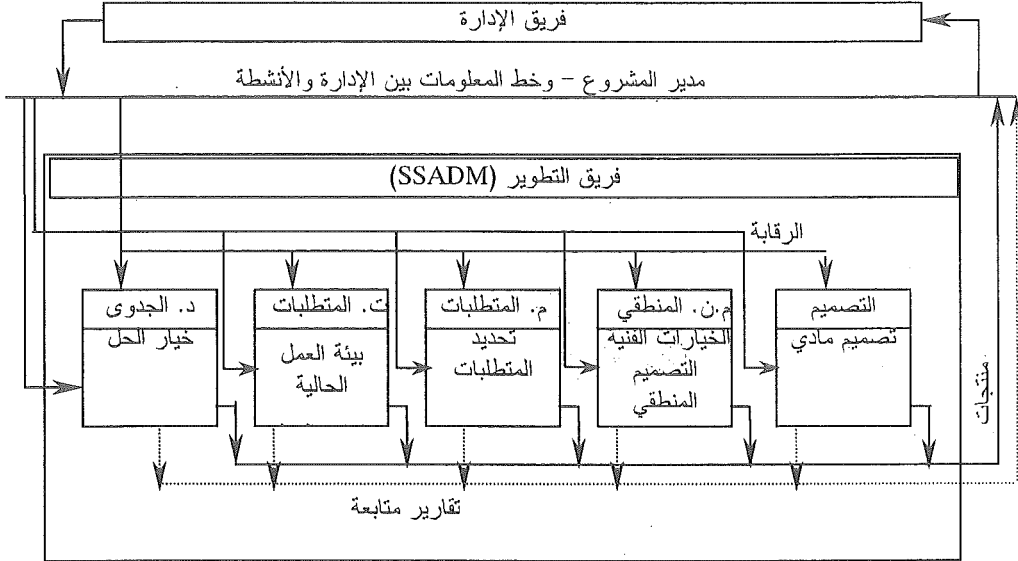 فريق الإدارة
مدير المشروع – وخط المعلومات بين الإدارة والأنشطة
فريق التطوير (SSADM)
الرقابة
د. الجدوى
خيار الحل
ت. المتطلبات
بيئة العمل
الحالية
م. المتطلبات
تحديد
المتطلبات
م.ن. المنطقي
الخيارات الفنيه
التصميم
المنطقي
التصميم
تصميم مادي
منتجات
تقارير متابعة